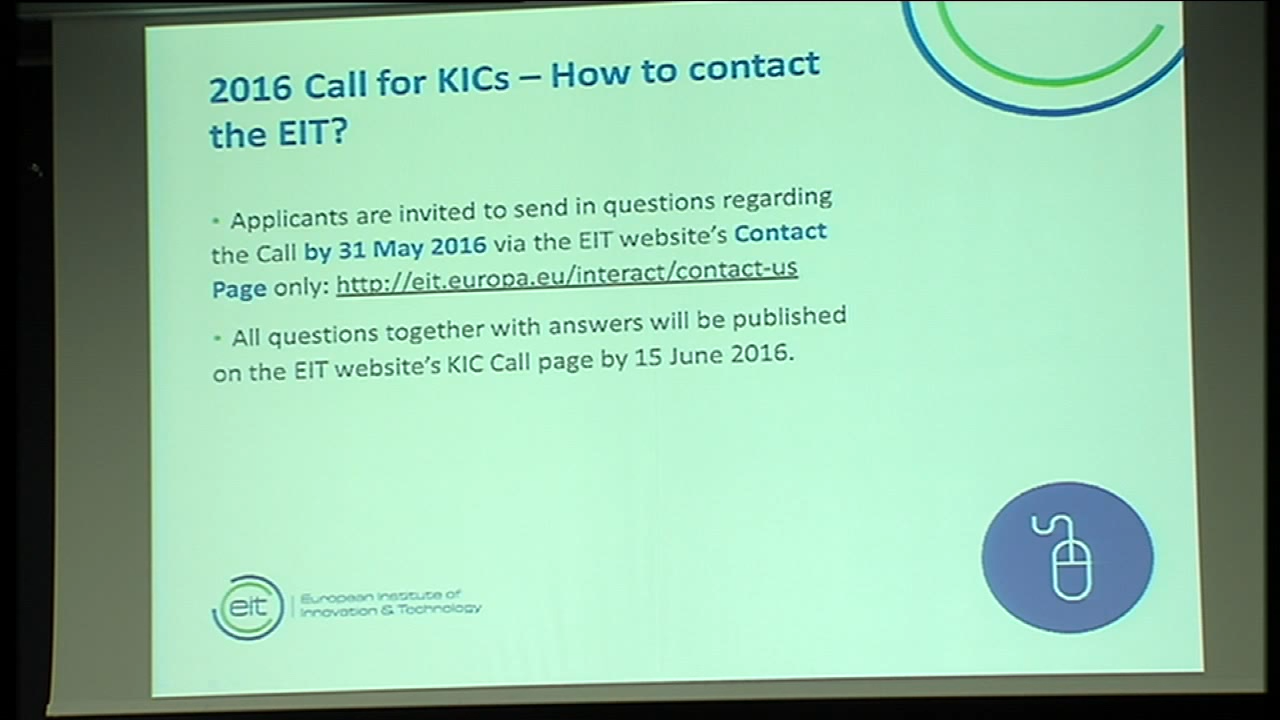 2016 Call for KICs – How to contact
the EIT?
• Applicants are invited to send in questions regarding
the Call by 31 May 2016 via the EIT website's Contact
Page only: http://eit.europa.eu/interact/contact-us
• All questions together with answers will be published
on the EIT website's KIC Call page by 15 June 2016.
eit
European Institute of
Innovation & Technology